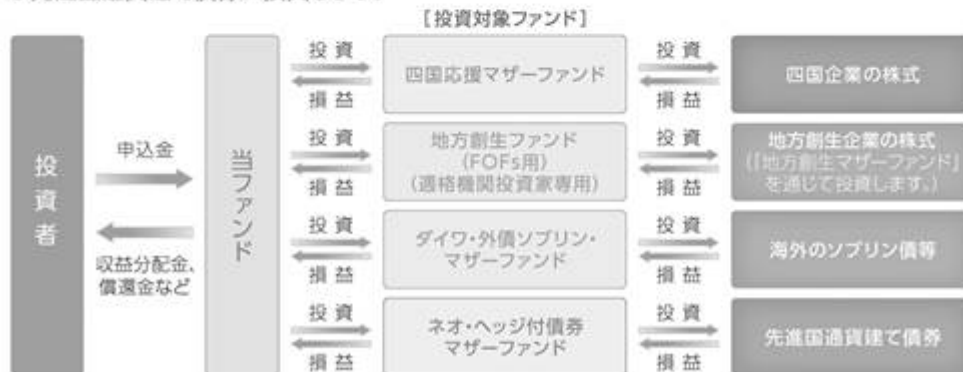 [投資対象ファンド]
投資者
申込金
収益分配金、
償還金など
当ファンド
投資
損益
四国応援マザーファンド
投資
損益
四国企業の株式
投資
損益
地方創生ファンド
(FOFs用)
(適格機関投資家専用)
投資
損益
地方創生企業の株式
(「地方創生マザーファンド」
を通じて投資します。)
投資
損益
ダイワ・外債ソブリン・
マザーファンド
投資
損益
海外のソブリン債等
投資
損益
ネオ・ヘッジ付債券
マザーファンド
投資
損益
先進国通貨建て債券